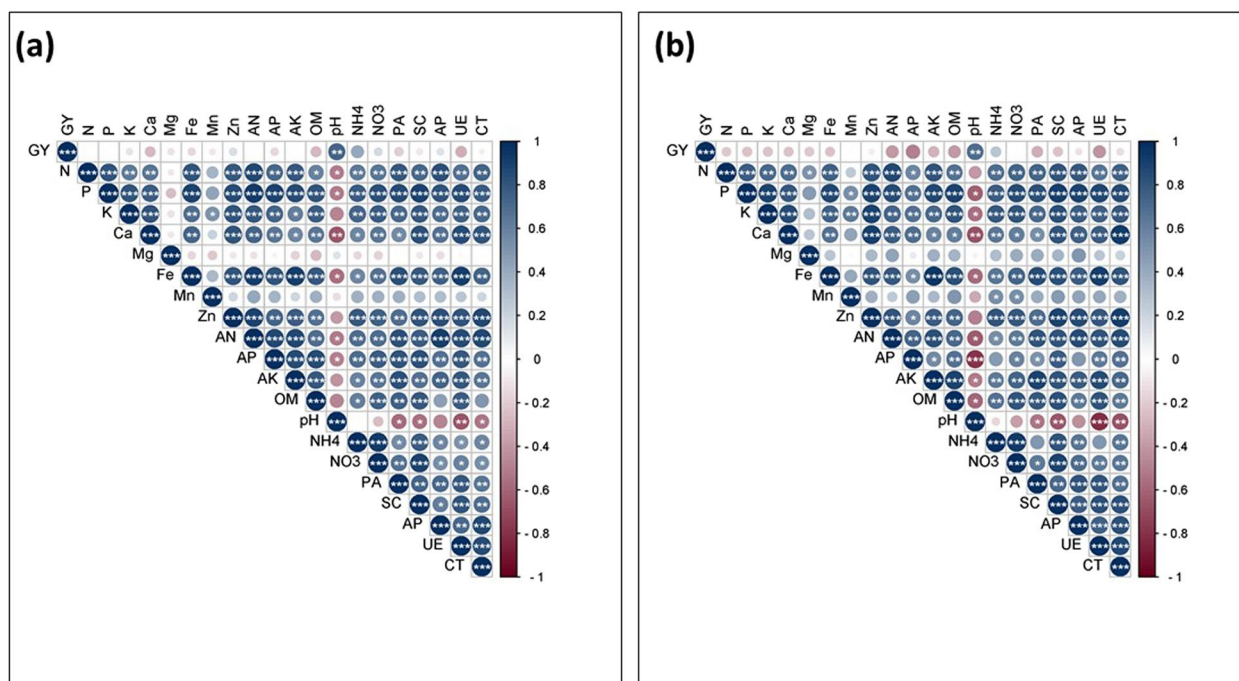 (a)
GY N P K Ca Mg Fe Mn Zn AN AP AK OM pH NH4 NO3 PA SC AP UE CT
GY
N
P
K
Ca
Mg
Fe
Mn
Zn
AN
AP
AK
OM
pH
NH4
NO3
PA
SC
AP
UE
CT
1
0.8
0.6
0.4
0.2
0
- 0.2
- 0.4
- 0.6
- 0.8
- 1
(b)
GY N P K Ca Mg Fe Mn Zn AN AP AK OM pH NH4 NO3 PA SC AP UE CT
GY
N
P
K
Ca
Mg
Fe
Mn
Zn
AN
AP
AK
OM
pH
NH4
NO3
PA
SC
AP
UE
CT
1
0.8
0.6
0.4
0.2
0
- 0.2
- 0.4
- 0.6
- 0.8
- 1